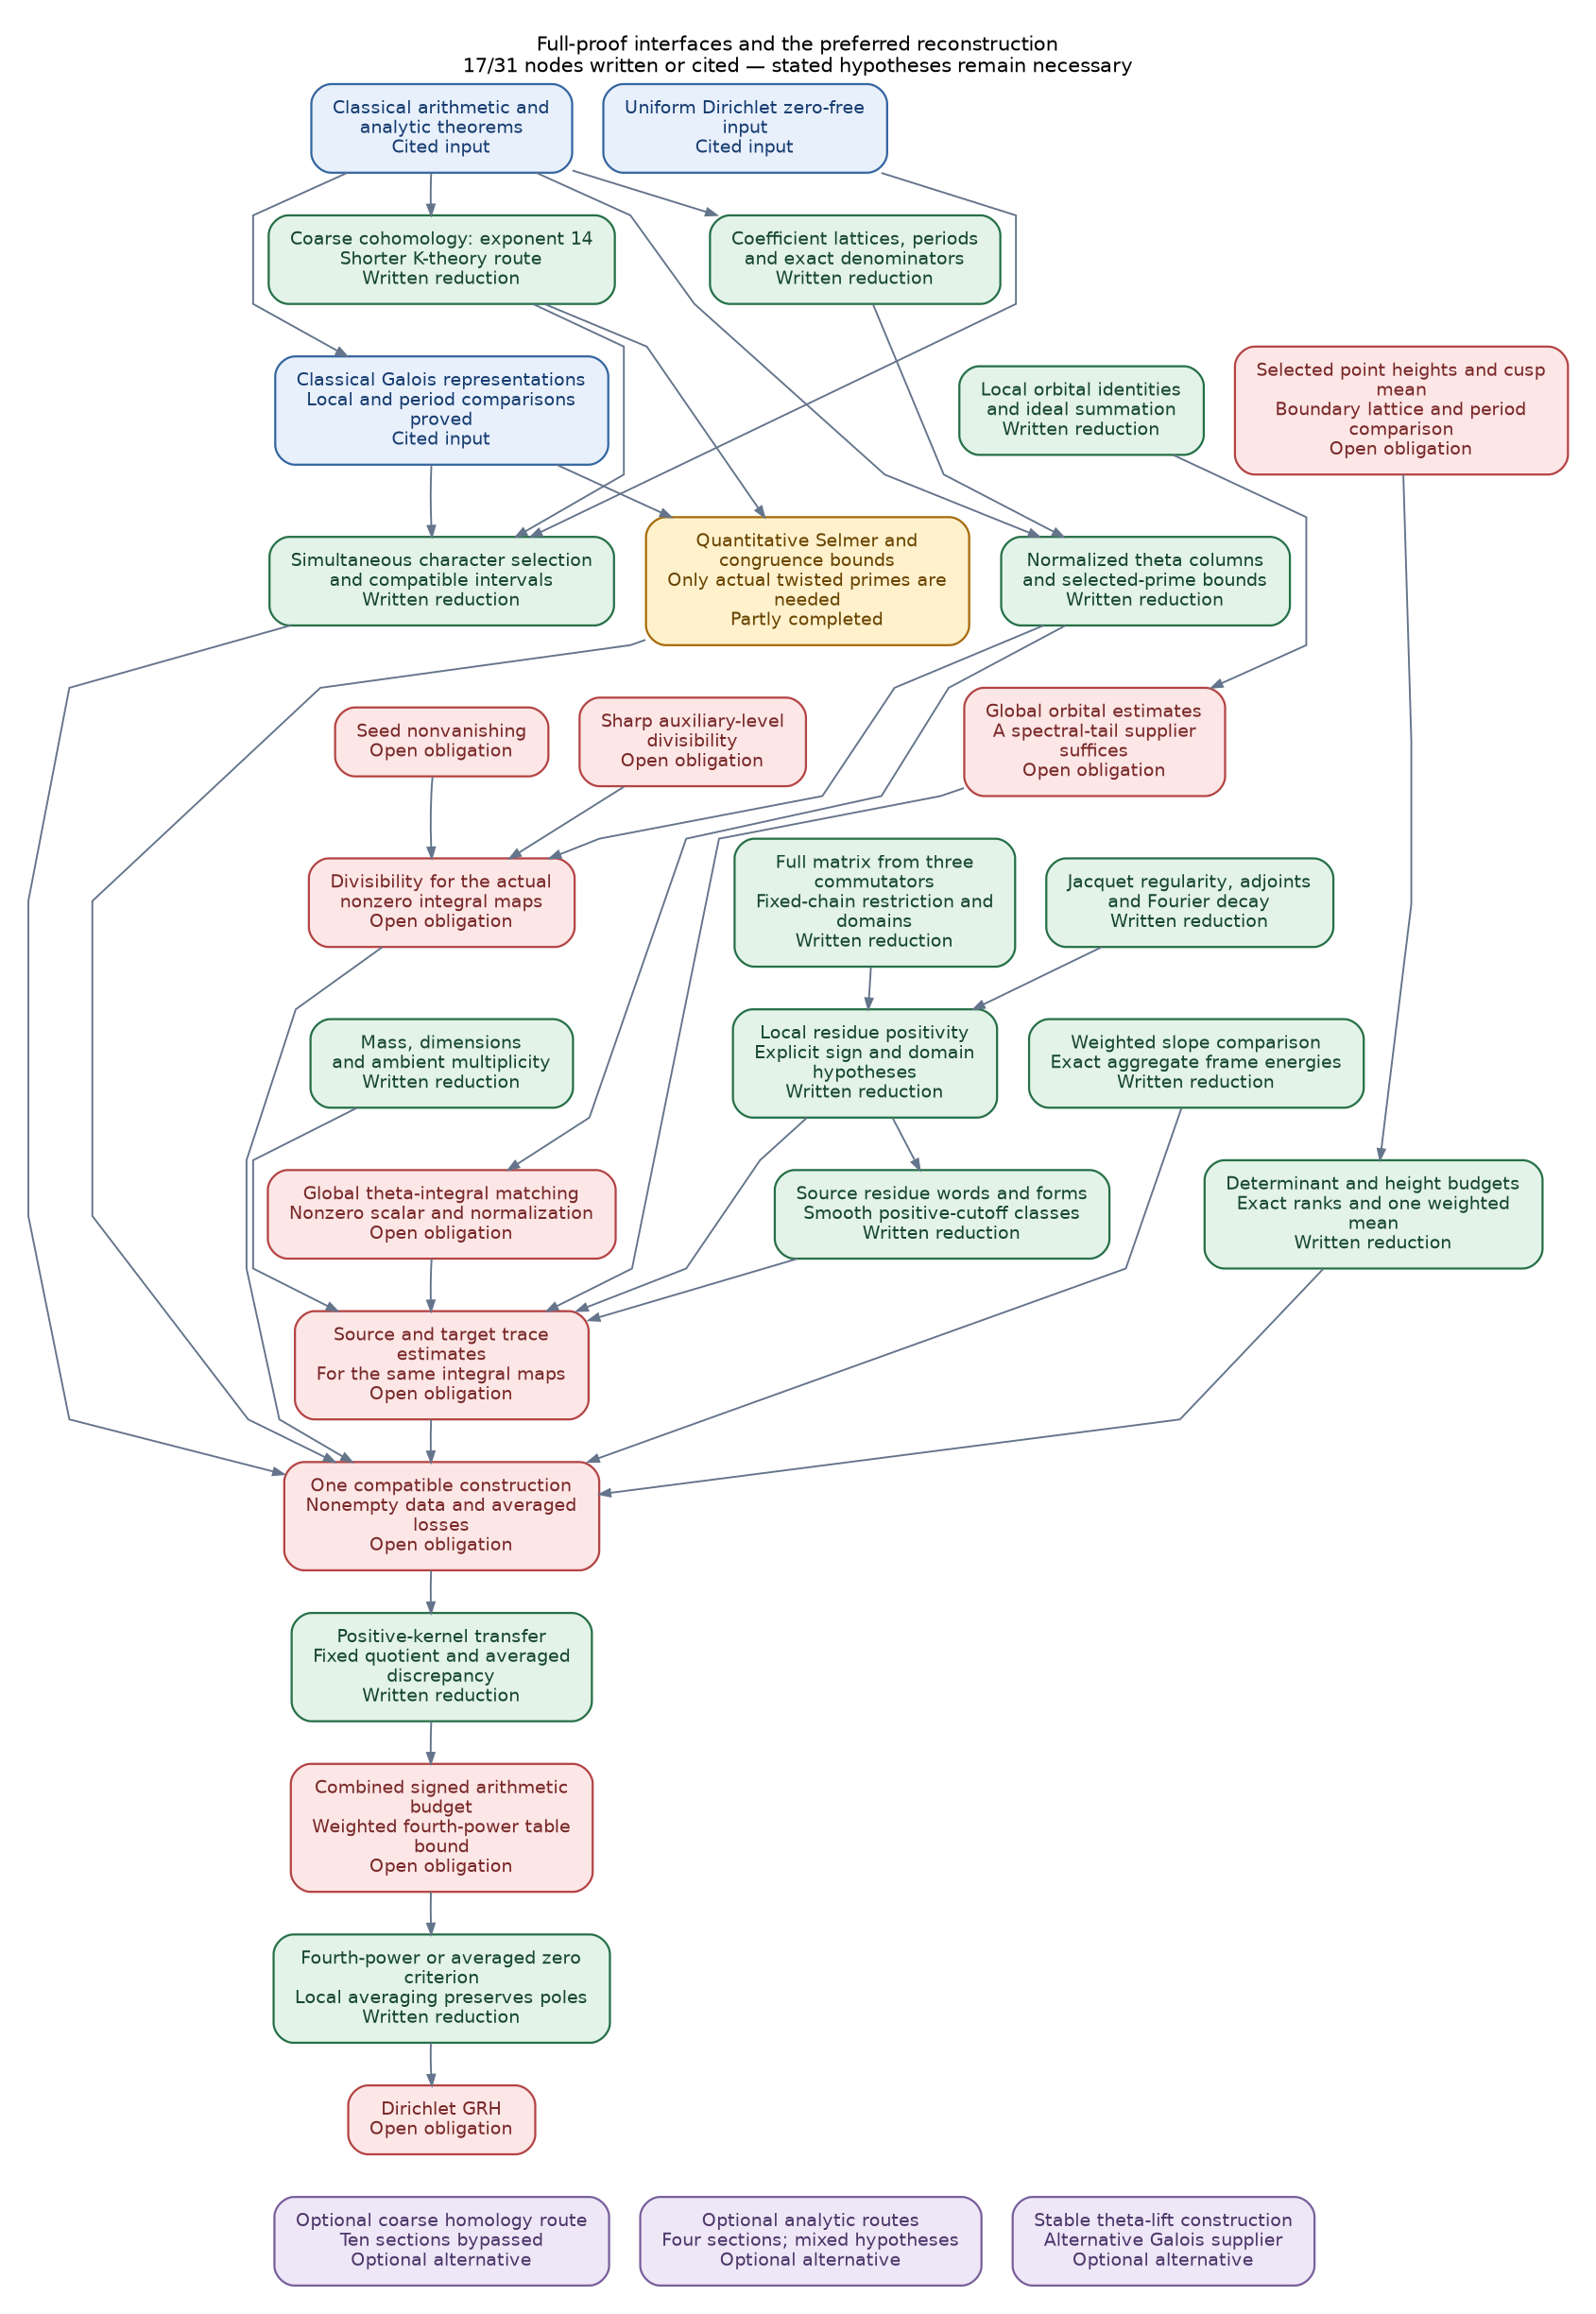 Full-proof interfaces and the preferred reconstruction
17/31 nodes written or cited — stated hypotheses remain necessary
Classical arithmetic and
analytic theorems
Cited input
Uniform Dirichlet zero-free
input
Cited input
Coarse cohomology: exponent 14
Shorter K-theory route
Written reduction
Coefficient lattices, periods
and exact denominators
Written reduction
Classical Galois representations
Local and period comparisons
proved
Cited input
Local orbital identities
and ideal summation
Written reduction
Selected point heights and cusp
mean
Boundary lattice and period
comparison
Open obligation
Simultaneous character selection
and compatible intervals
Written reduction
Quantitative Selmer and
congruence bounds
Only actual twisted primes are
needed
Partly completed
Normalized theta columns
and selected-prime bounds
Written reduction
Seed nonvanishing
Open obligation
Sharp auxiliary-level
divisibility
Open obligation
Global orbital estimates
A spectral-tail supplier
suffices
Open obligation
Divisibility for the actual
nonzero integral maps
Open obligation
Full matrix from three
commutators
Fixed-chain restriction and
domains
Written reduction
Jacquet regularity, adjoints
and Fourier decay
Written reduction
Mass, dimensions
and ambient multiplicity
Written reduction
Local residue positivity
Explicit sign and domain
hypotheses
Written reduction
Weighted slope comparison
Exact aggregate frame energies
Written reduction
Global theta-integral matching
Nonzero scalar and normalization
Open obligation
Source residue words and forms
Smooth positive-cutoff classes
Written reduction
Determinant and height budgets
Exact ranks and one weighted
mean
Written reduction
Source and target trace
estimates
For the same integral maps
Open obligation
One compatible construction
Nonempty data and averaged
losses
Open obligation
Positive-kernel transfer
Fixed quotient and averaged
discrepancy
Written reduction
Combined signed arithmetic
budget
Weighted fourth-power table
bound
Open obligation
Fourth-power or averaged zero
criterion
Local averaging preserves poles
Written reduction
Dirichlet GRH
Open obligation
Optional coarse homology route
Ten sections bypassed
Optional alternative
Optional analytic routes
Four sections; mixed hypotheses
Optional alternative
Stable theta-lift construction
Alternative Galois supplier
Optional alternative